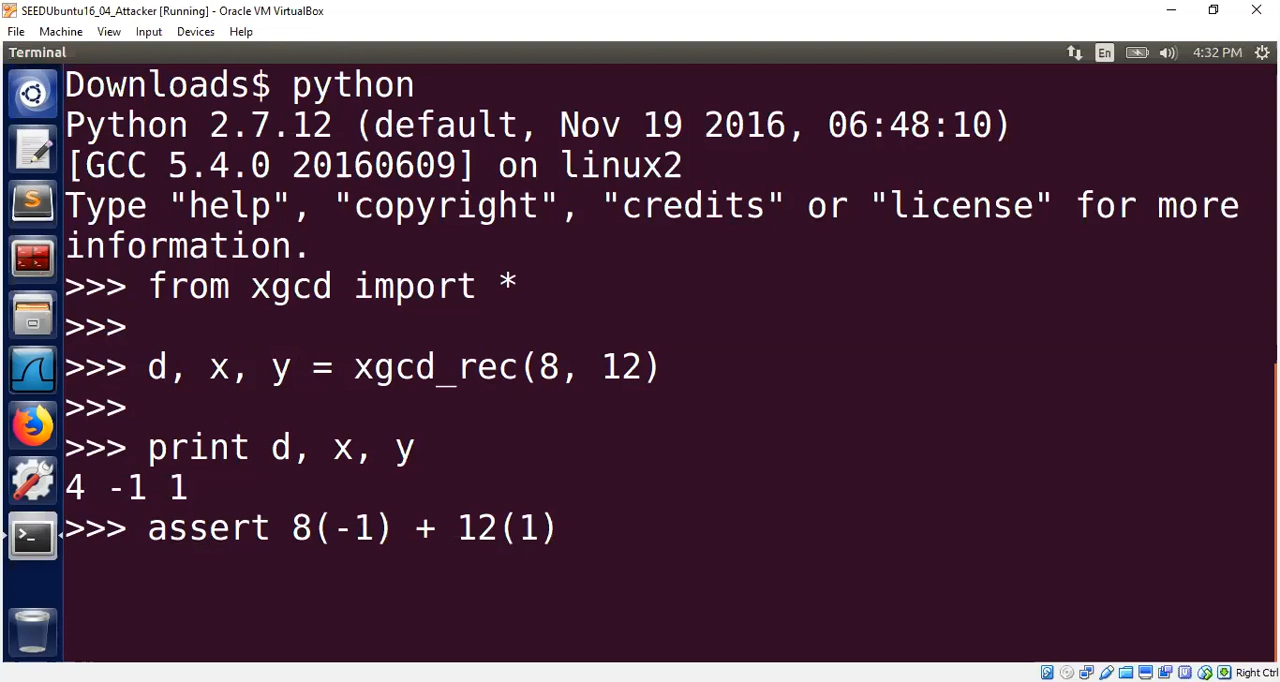 SEEDUbuntu16_04_Attacker [Running] - Oracle VM VirtualBox
File Machine View Input Devices Help
Terminal En 4:32 PM
Downloads$ python
Python 2.7.12 (default, Nov 19 2016, 06:48:10)
[GCC 5.4.0 20160609] on linux2
Type "help", "copyright", "credits" or "license" for more
information.
>>> from xgcd import *
>>>
>>> d, x, y = xgcd_rec(8, 12)
>>>
>>> print d, x, y
4 -1 1
>>> assert 8(-1) + 12(1)
Right Ctrl